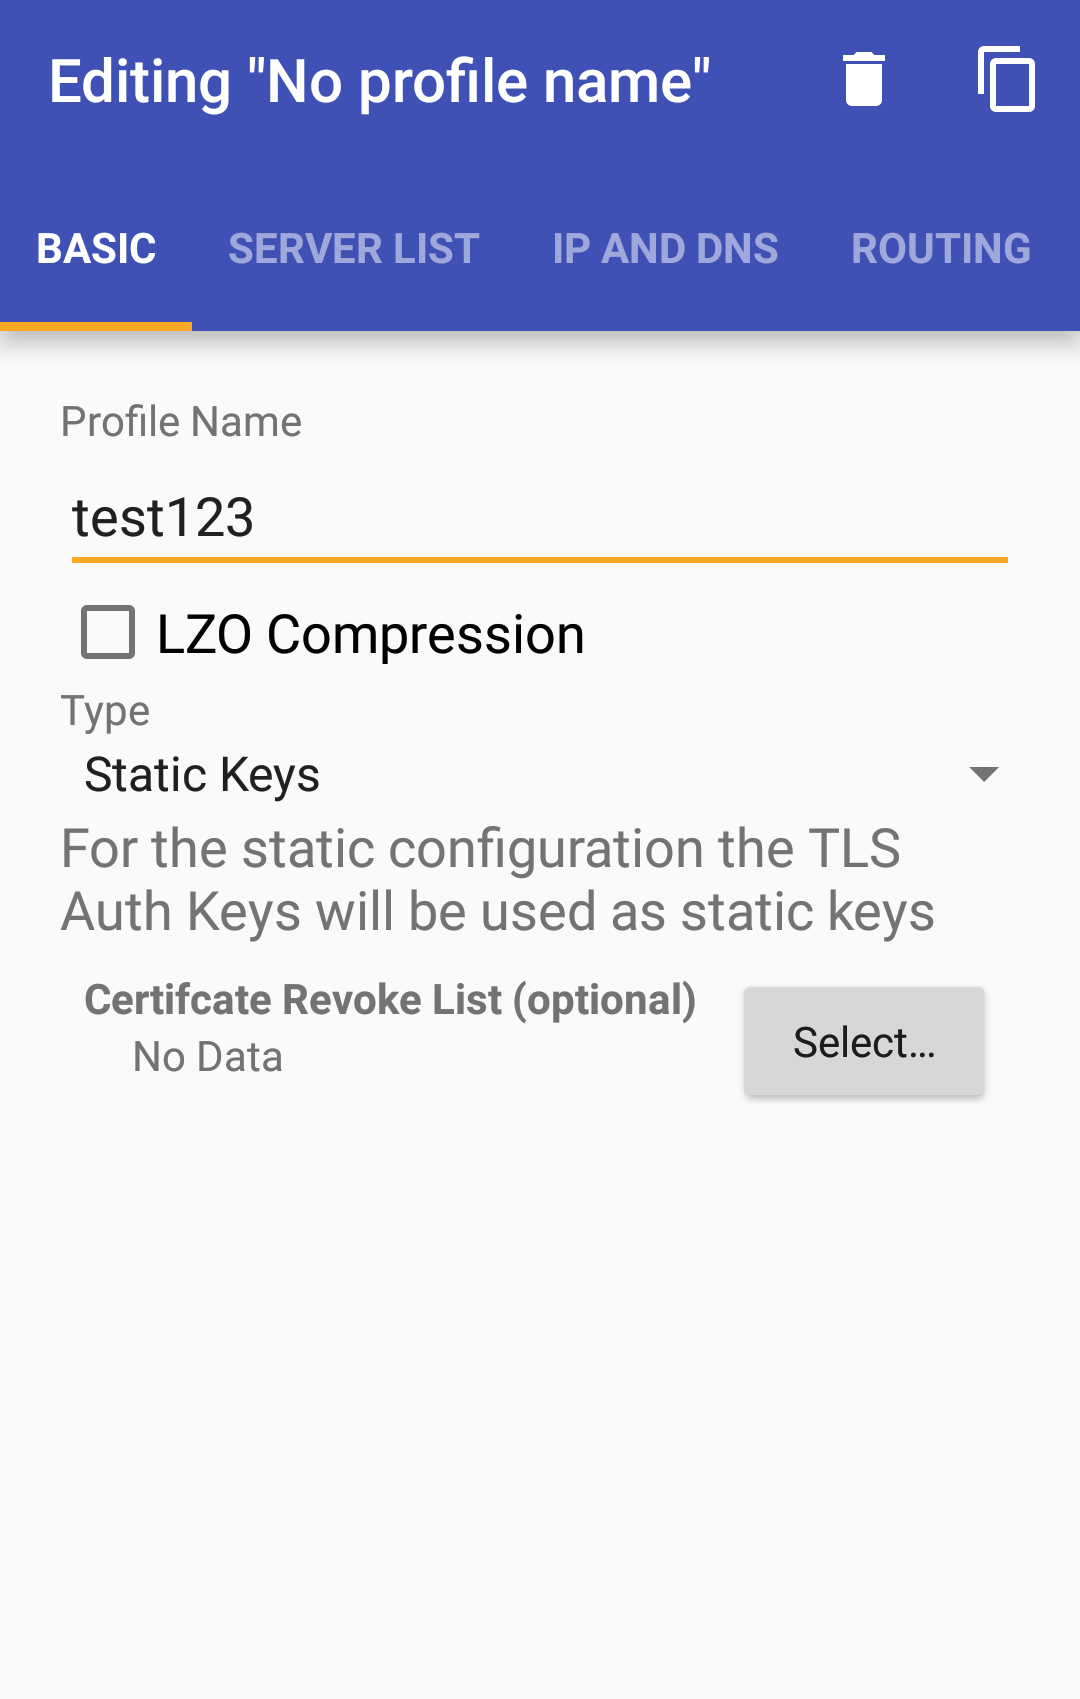 Editing "No profile name"
BASIC SERVER LIST IP AND DNS ROUTING
Profile Name
test123
LZO Compression
Type
Static Keys
For the static configuration the TLS
Auth Keys will be used as static keys
Certifcate Revoke List (optional)
No Data
Select...